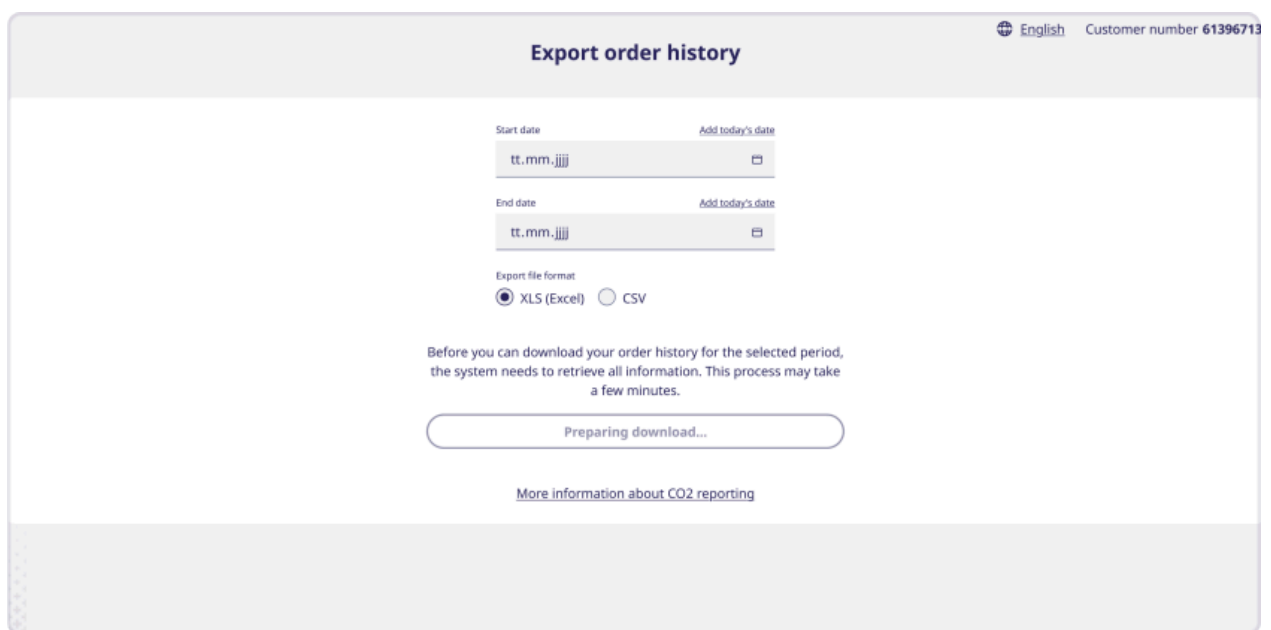 English Customer number 61396713
Export order history
Start date Add today's date
tt.mm.jjjj
End date Add today's date
tt.mm.jjjj
Export file format
XLS (Excel) CSV
Before you can download your order history for the selected period,
the system needs to retrieve all information. This process may take
a few minutes.
Preparing download...
More information about CO2 reporting